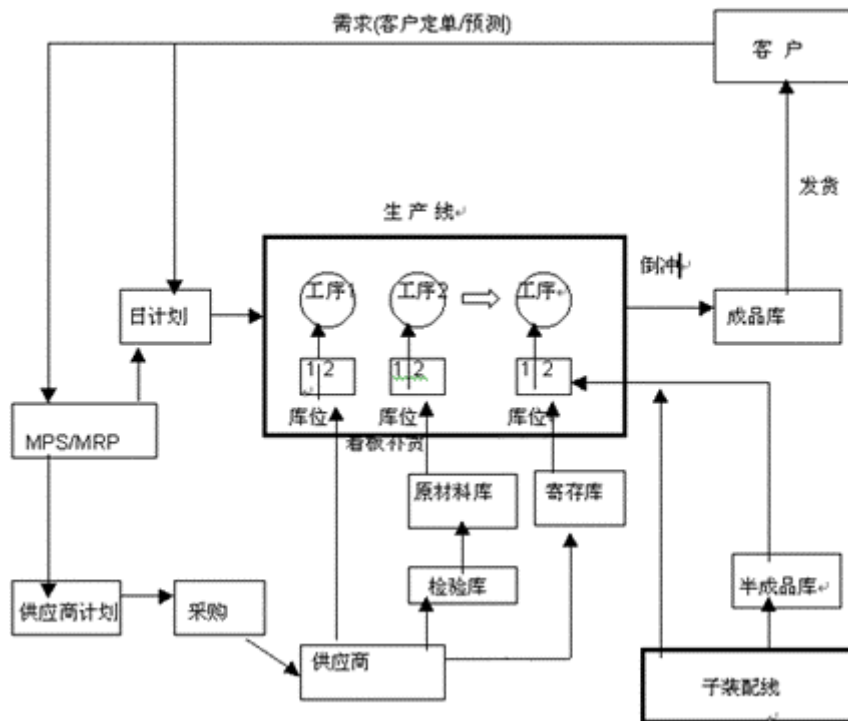 需求(客户定单/预测)
客 户
发货
生 产 线
倒冲
工序1
工序2
工序
日计划
成品库
1 2
1 2
1 2
库位
库位
库位
看板补货
MPS/MRP
原材料库
寄存库
检验库
半成品库
供应商计划
采购
供应商
子装配线